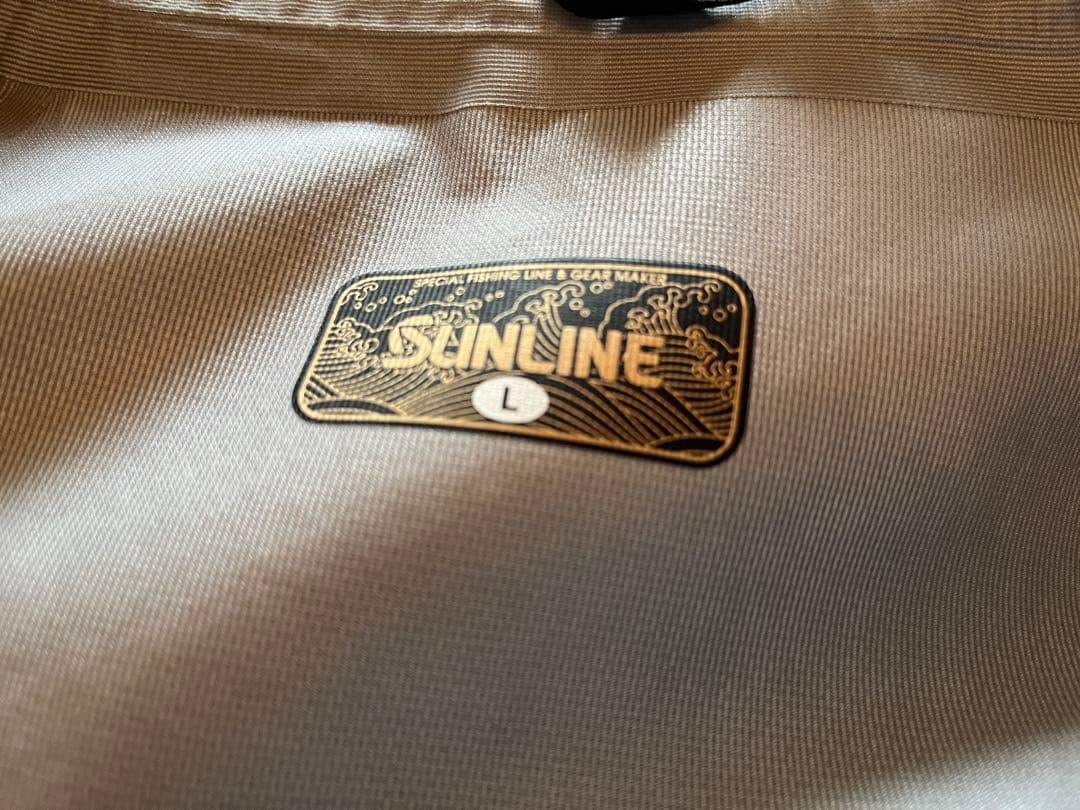 SPECIAL FISHING LINE & GEAR MAKER
SUNLINE
L